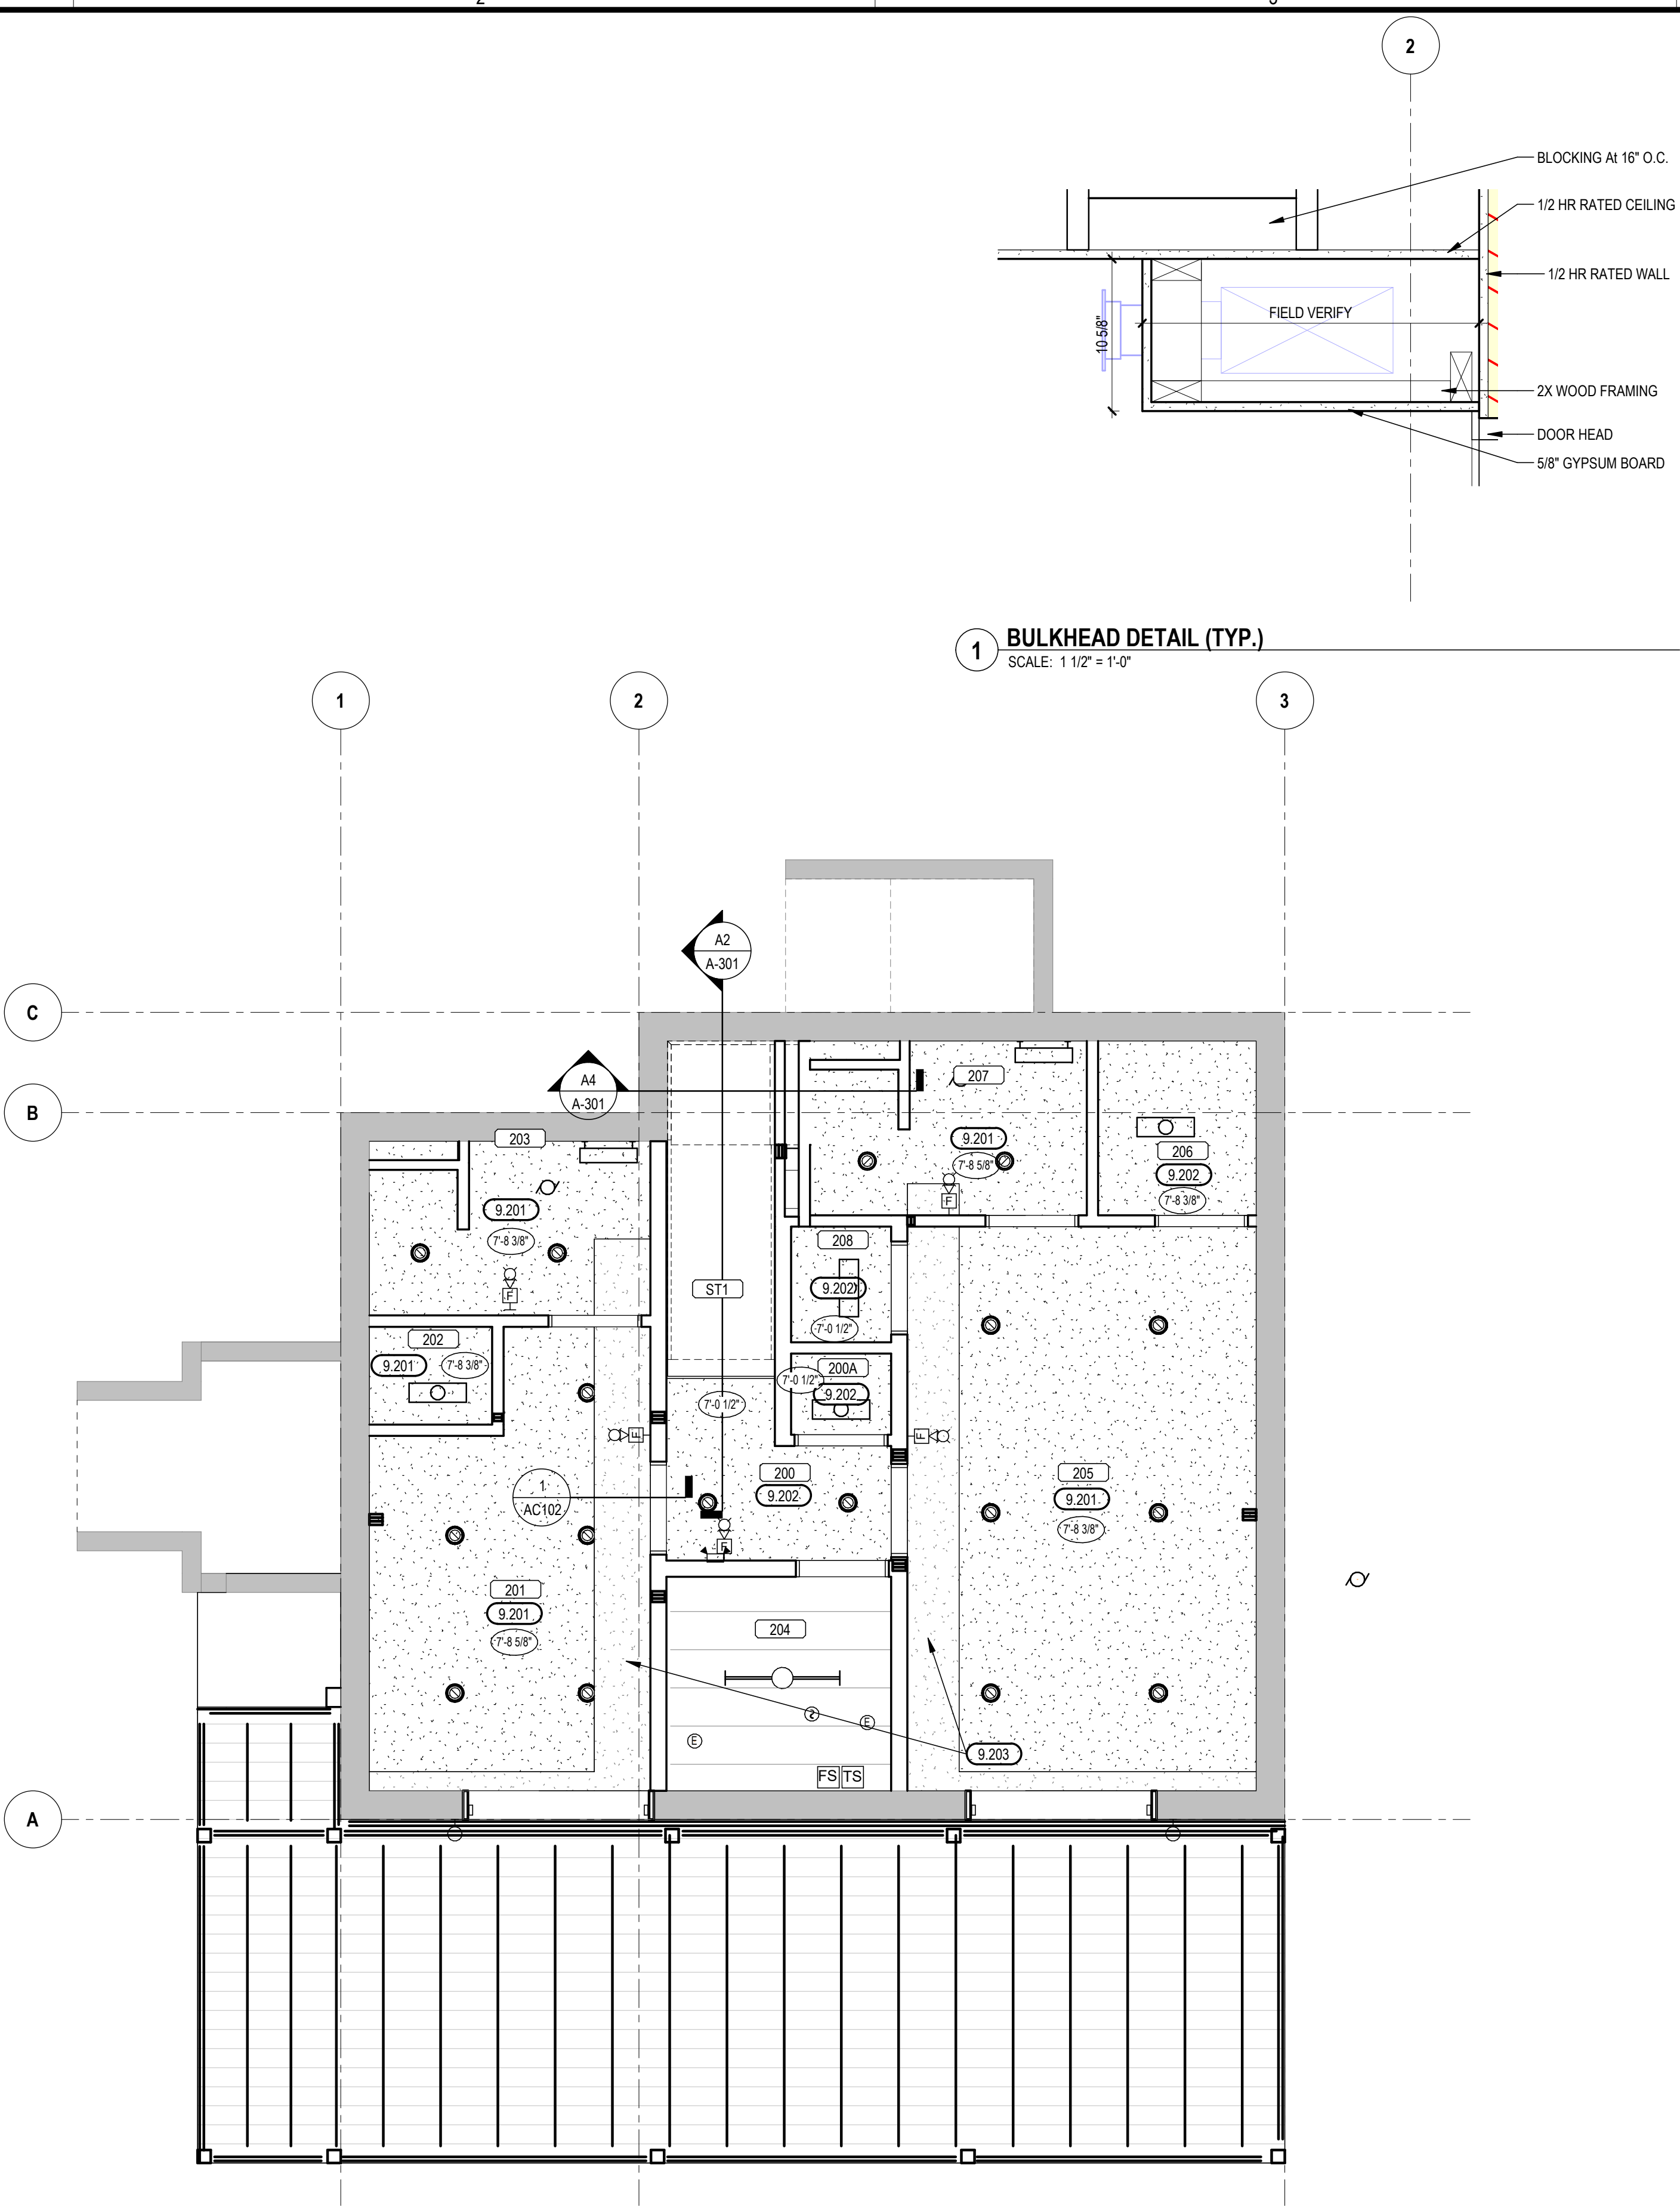 2
BLOCKING At 16" O.C.
1/2 HR RATED CEILING
1/2 HR RATED WALL
FIELD VERIFY
10 5/8"
2X WOOD FRAMING
DOOR HEAD
5/8" GYPSUM BOARD
1
BULKHEAD DETAIL (TYP.)
SCALE: 1 1/2" = 1'-0"
1
2
3
A2
A-301
C
A4
A-301
207
B
203
9.201
7'-8 5/8"
206
9.202
7'-8 3/8"
9.201
7'-8 3/8"
F
F
208
9.202
7'-0 1/2"
ST1
202
9.201
7'-8 3/8"
200A
7'-0 1/2"
9.202
7'-0 1/2"
F
F
200
9.202
205
9.201
7'-8 3/8"
1
AC102
F
201
9.201
7'-8 5/8"
204
2
E
E
9.203
FS
TS
A